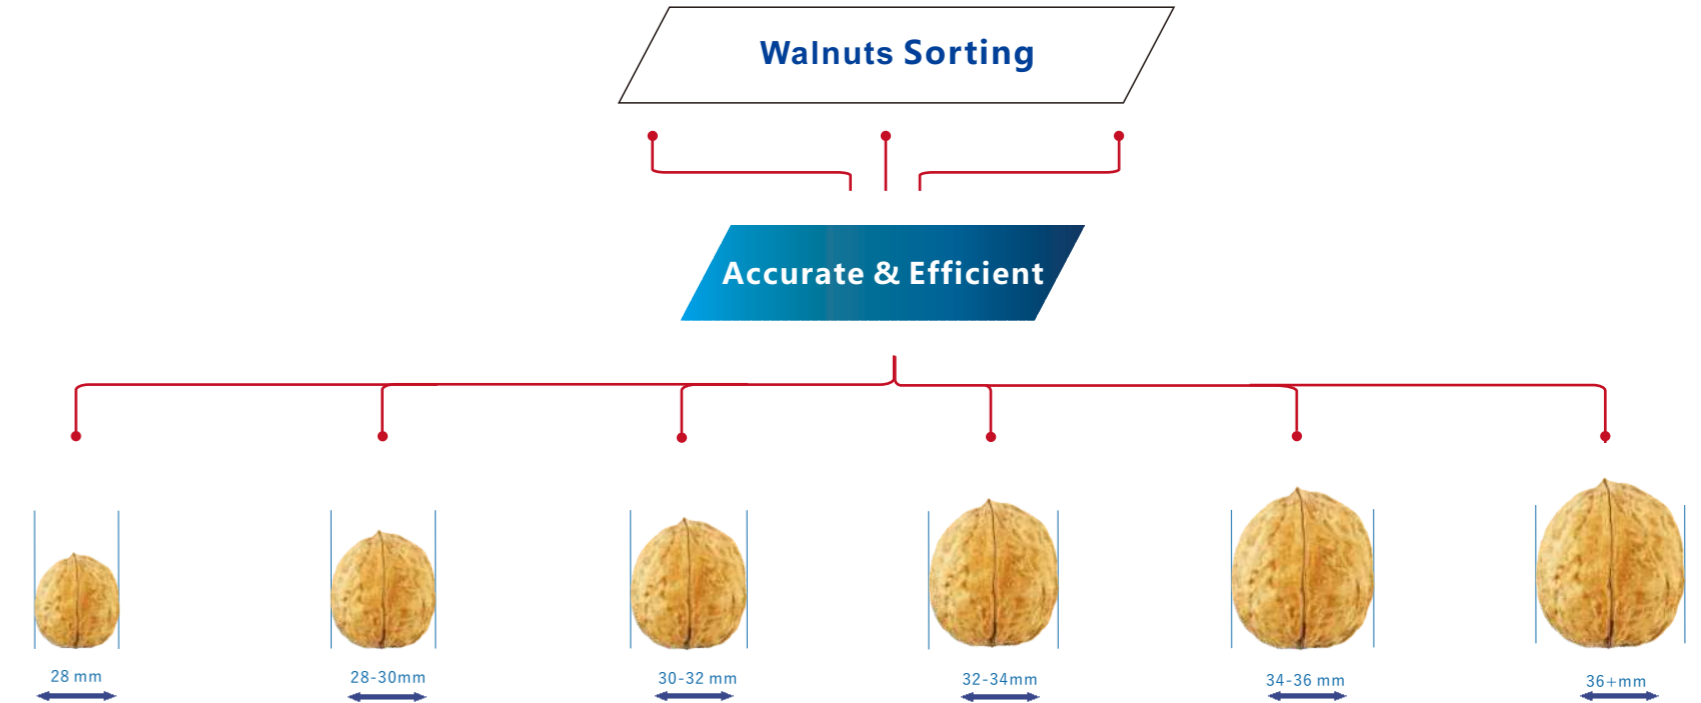 Walnuts Sorting
Accurate & Efficient
28 mm
28-30mm
30-32 mm
32-34mm
34-36 mm
36+mm